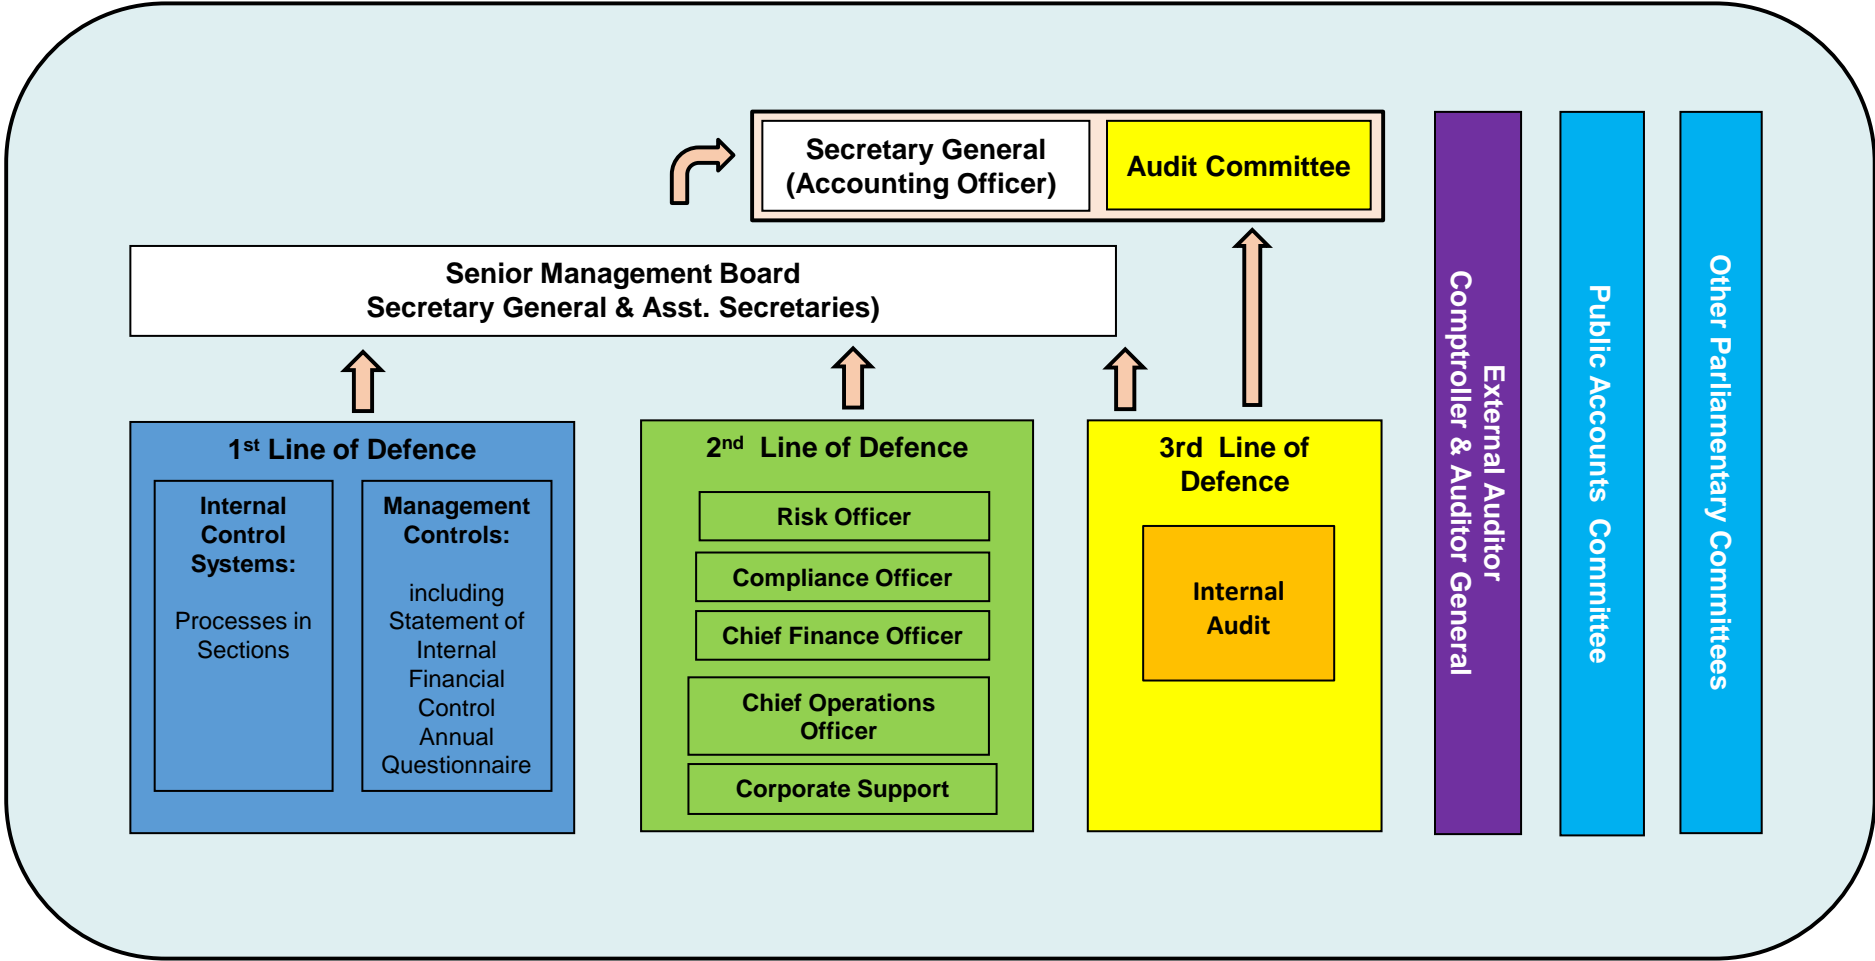 Secretary General
(Accounting Officer)
Audit Committee
Senior Management Board
Secretary General & Asst. Secretaries)
1st Line of Defence
Internal
Control
Systems:
Processes in
Sections
Management
Controls:
including
Statement of
Internal
Financial
Control
Annual
Questionnaire
2nd Line of Defence
Risk Officer
Compliance Officer
Chief Finance Officer
Chief Operations
Officer
Corporate Support
3rd Line of
Defence
Internal
Audit
External Auditor
Comptroller & Auditor General
Public Accounts Committee
Other Parliamentary Committees